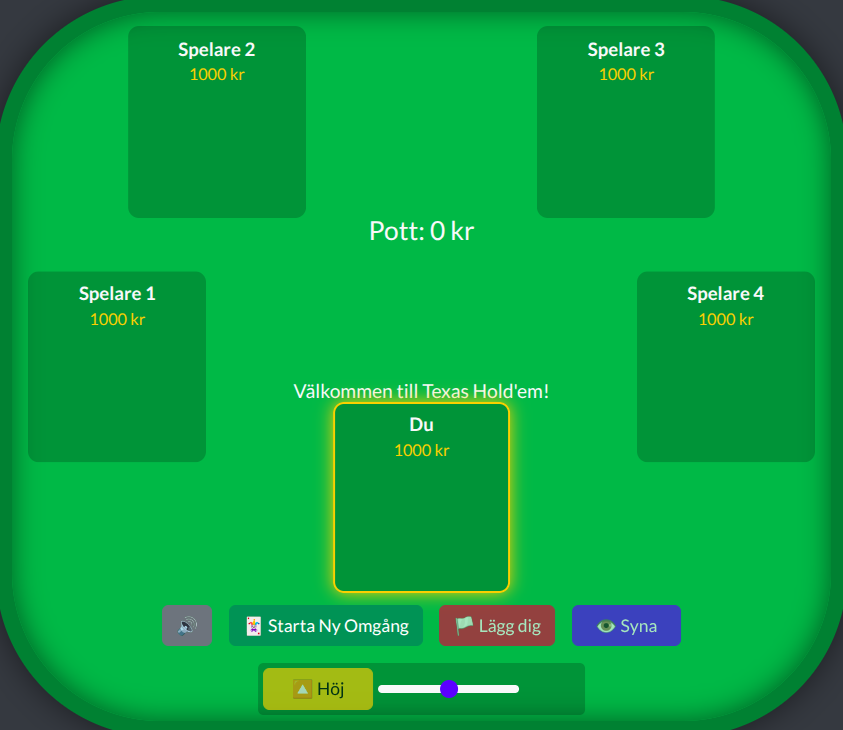 Spelare 2
1000 kr
Spelare 3
1000 kr
Pott: 0 kr
Spelare 1
1000 kr
Spelare 4
1000 kr
Välkommen till Texas Hold'em!
Du
1000 kr
Starta Ny Omgång
Lägg dig
Syna
Höj